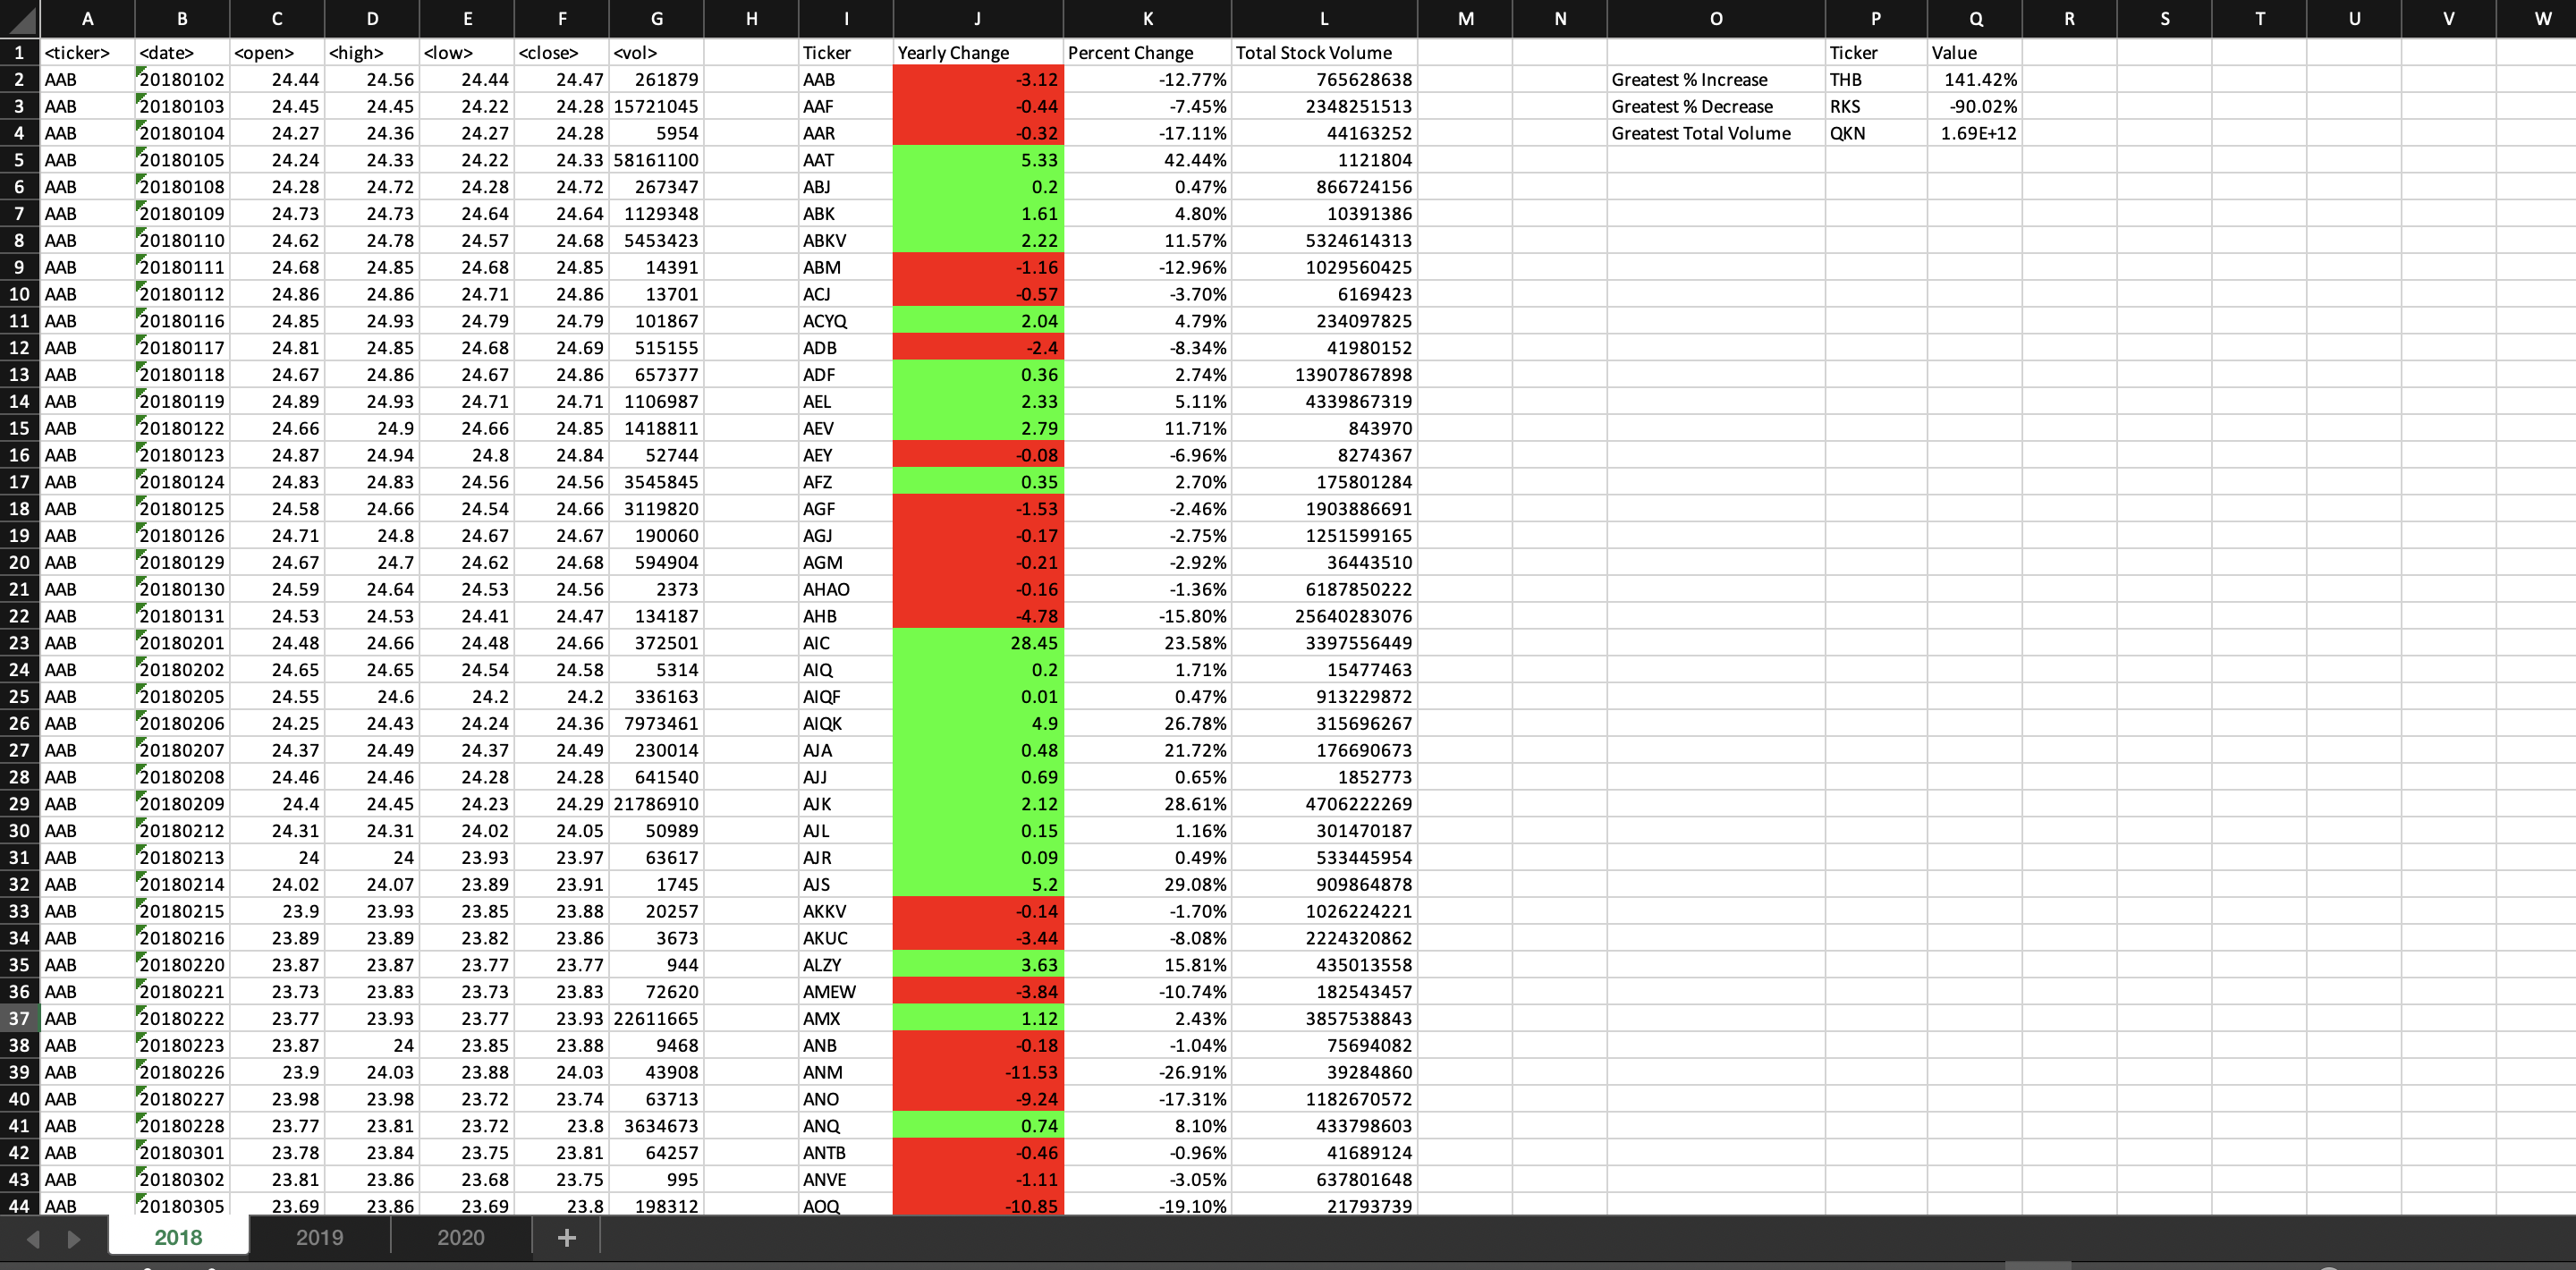 A B C D E F G H I J K L M N O P Q R S T U V W
1 <ticker> <date> <open> <high> <low> <close> <vol> Ticker Yearly Change Percent Change Total Stock Volume Ticker Value
2 AAB 20180102 24.44 24.56 24.44 24.47 261879 AAB -3.12 -12.77% 765628638 Greatest % Increase THB 141.42%
3 AAB 20180103 24.45 24.45 24.22 24.28 15721045 AAF -0.44 -7.45% 2348251513 Greatest % Decrease RKS -90.02%
4 AAB 20180104 24.27 24.36 24.27 24.28 5954 AAR -0.32 -17.11% 44163252 Greatest Total Volume QKN 1.69E+12
5 AAB 20180105 24.24 24.33 24.22 24.33 58161100 AAT 5.33 42.44% 1121804
6 AAB 20180108 24.28 24.72 24.28 24.72 267347 ABJ 0.2 0.47% 866724156
7 AAB 20180109 24.73 24.73 24.64 24.64 1129348 ABK 1.61 4.80% 10391386
8 AAB 20180110 24.62 24.78 24.57 24.68 5453423 ABKV 2.22 11.57% 5324614313
9 AAB 20180111 24.68 24.85 24.68 24.85 14391 ABM -1.16 -12.96% 1029560425
10 AAB 20180112 24.86 24.86 24.71 24.86 13701 ACJ -0.57 -3.70% 6169423
11 AAB 20180116 24.85 24.93 24.79 24.79 101867 ACYQ 2.04 4.79% 234097825
12 AAB 20180117 24.81 24.85 24.68 24.69 515155 ADB -2.4 -8.34% 41980152
13 AAB 20180118 24.67 24.86 24.67 24.86 657377 ADF 0.36 2.74% 13907867898
14 AAB 20180119 24.89 24.93 24.71 24.71 1106987 AEL 2.33 5.11% 4339867319
15 AAB 20180122 24.66 24.9 24.66 24.85 1418811 AEV 2.79 11.71% 843970
16 AAB 20180123 24.87 24.94 24.8 24.84 52744 AEY -0.08 -6.96% 8274367
17 AAB 20180124 24.83 24.83 24.56 24.56 3545845 AFZ 0.35 2.70% 175801284
18 AAB 20180125 24.58 24.66 24.54 24.66 3119820 AGF -1.53 -2.46% 1903886691
19 AAB 20180126 24.71 24.8 24.67 24.67 190060 AGJ -0.17 -2.75% 1251599165
20 AAB 20180129 24.67 24.7 24.62 24.68 594904 AGM -0.21 -2.92% 36443510
21 AAB 20180130 24.59 24.64 24.53 24.56 2373 AHAO -0.16 -1.36% 6187850222
22 AAB 20180131 24.53 24.53 24.41 24.47 134187 AHB -4.78 -15.80% 25640283076
23 AAB 20180201 24.48 24.66 24.48 24.66 372501 AIC 28.45 23.58% 3397556449
24 AAB 20180202 24.65 24.65 24.54 24.58 5314 AIQ 0.2 1.71% 15477463
25 AAB 20180205 24.55 24.6 24.2 24.2 336163 AIQF 0.01 0.47% 913229872
26 AAB 20180206 24.25 24.43 24.24 24.36 7973461 AIQK 4.9 26.78% 315696267
27 AAB 20180207 24.37 24.49 24.37 24.49 230014 AJA 0.48 21.72% 176690673
28 AAB 20180208 24.46 24.46 24.28 24.28 641540 AJJ 0.69 0.65% 1852773
29 AAB 20180209 24.4 24.45 24.23 24.29 21786910 AJK 2.12 28.61% 4706222269
30 AAB 20180212 24.31 24.31 24.02 24.05 50989 AJL 0.15 1.16% 301470187
31 AAB 20180213 24 24 23.93 23.97 63617 AJR 0.09 0.49% 533445954
32 AAB 20180214 24.02 24.07 23.89 23.91 1745 AJS 5.2 29.08% 909864878
33 AAB 20180215 23.9 23.93 23.85 23.88 20257 AKKV -0.14 -1.70% 1026224221
34 AAB 20180216 23.89 23.89 23.82 23.86 3673 AKUC -3.44 -8.08% 2224320862
35 AAB 20180220 23.87 23.87 23.77 23.77 944 ALZY 3.63 15.81% 435013558
36 AAB 20180221 23.73 23.83 23.73 23.83 72620 AMEW -3.84 -10.74% 182543457
37 AAB 20180222 23.77 23.93 23.77 23.93 22611665 AMX 1.12 2.43% 3857538843
38 AAB 20180223 23.87 24 23.85 23.88 9468 ANB -0.18 -1.04% 75694082
39 AAB 20180226 23.9 24.03 23.88 24.03 43908 ANM -11.53 -26.91% 39284860
40 AAB 20180227 23.98 23.98 23.72 23.74 63713 ANO -9.24 -17.31% 1182670572
41 AAB 20180228 23.77 23.81 23.72 23.8 3634673 ANQ 0.74 8.10% 433798603
42 AAB 20180301 23.78 23.84 23.75 23.81 64257 ANTB -0.46 -0.96% 41689124
43 AAB 20180302 23.81 23.86 23.68 23.75 995 ANVE -1.11 -3.05% 637801648
44 AAB 20180305 23.69 23.86 23.69 23.8 198312 AOQ -10.85 -19.10% 21793739
2018 2019 2020 +